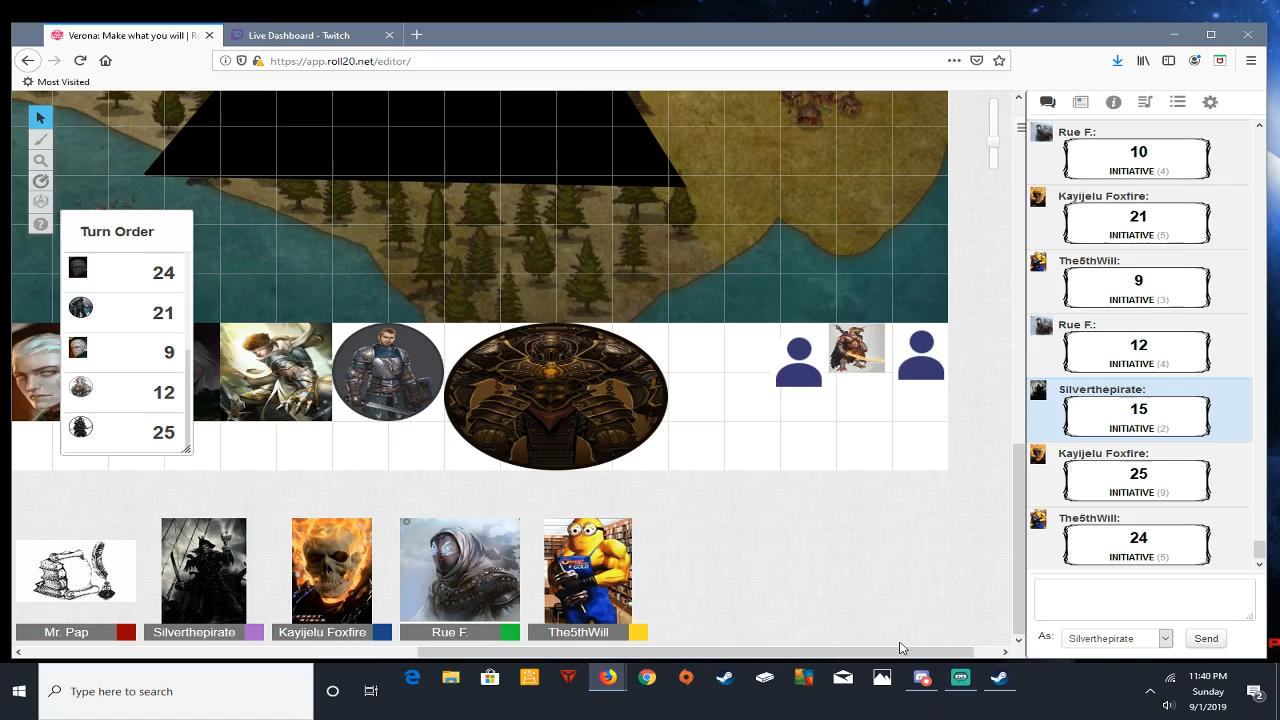 Verona: Make what you will | R
Live Dashboard - Twitch
https://app.roll20.net/editor/
Most Visited
Turn Order
24
21
9
12
25
Rue F.:
10
INITIATIVE (4)
Kayijelu Foxfire:
21
INITIATIVE (5)
The5thWill:
9
INITIATIVE (3)
Rue F.:
12
INITIATIVE (4)
Silverthepirate:
15
INITIATIVE (2)
Kayijelu Foxfire:
25
INITIATIVE (9)
The5thWill:
24
INITIATIVE (5)
As: Silverthepirate Send
Mr. Pap
Silverthepirate
Kayijelu Foxfire
Rue F.
The5thWill
Type here to search
11:40 PM
Sunday
9/1/2019
2